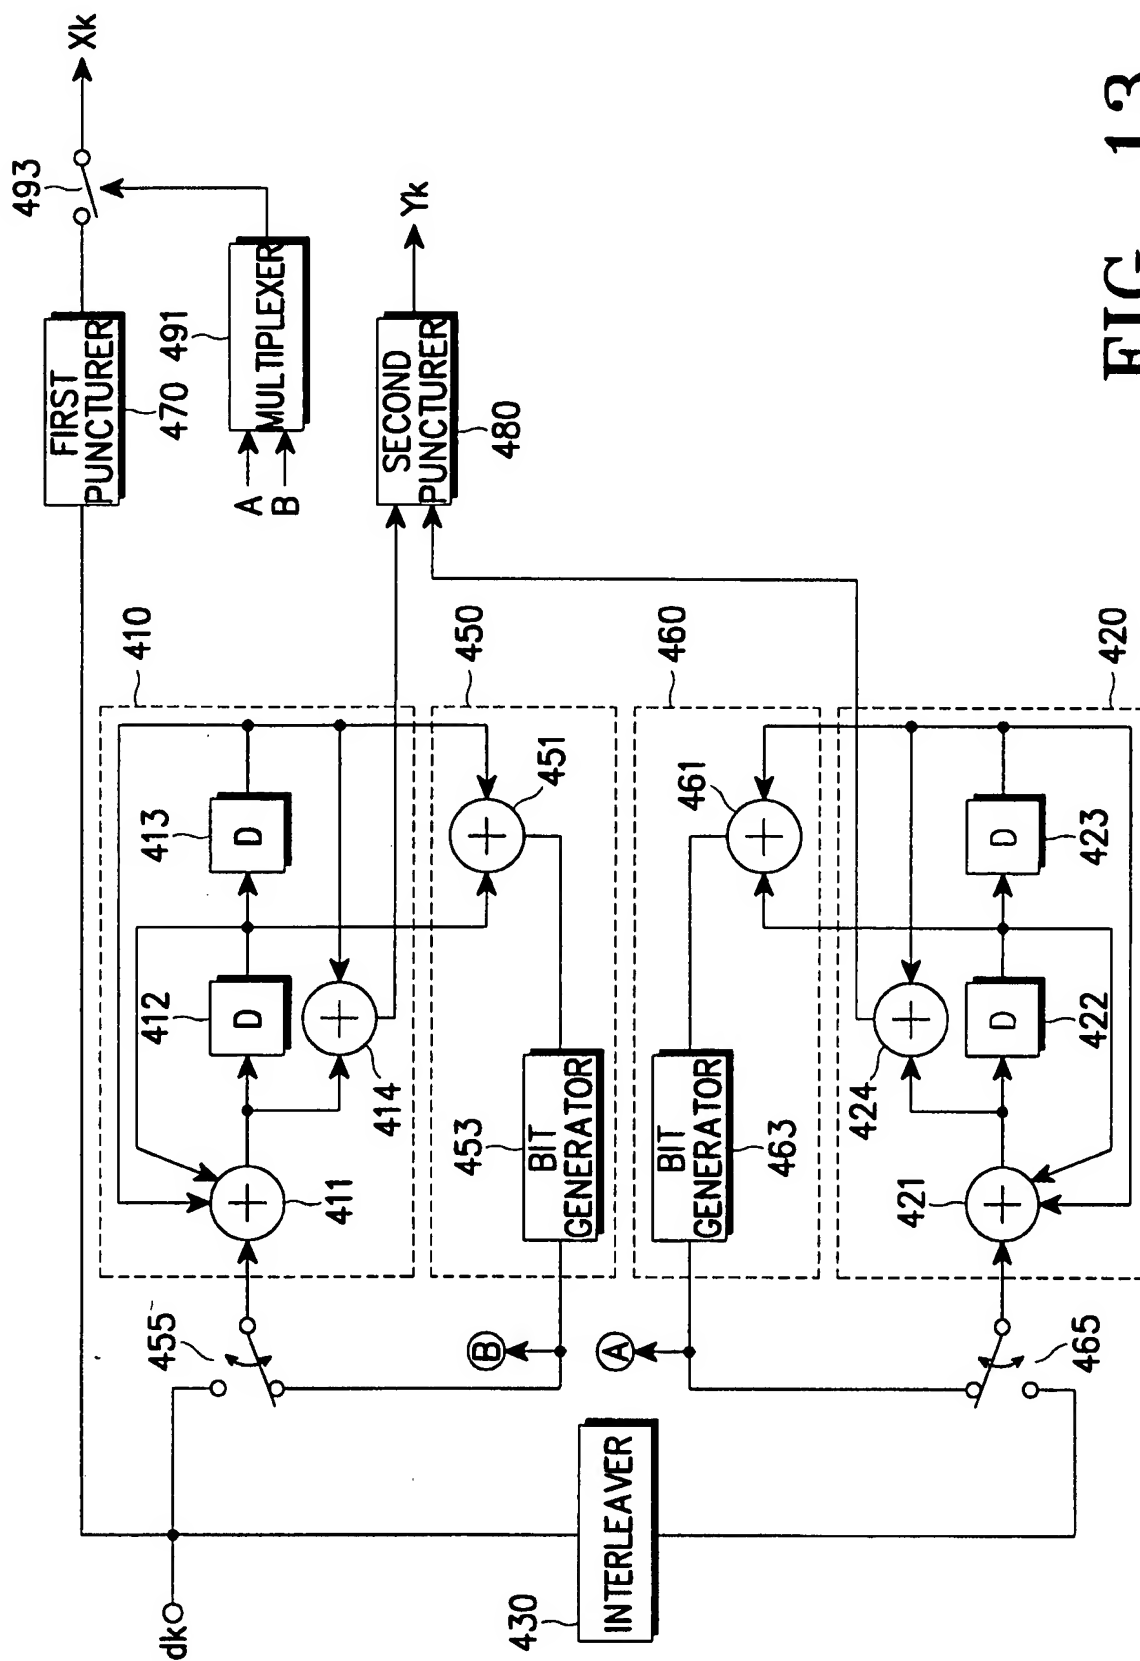 Xk
493
FIRST
PUNCTURER
470
491
MULTIPLEXER
A
B
Yk
SECOND
PUNCTURER
480
410
413
D
412
D
414
411
450
451
453
BIT
GENERATOR
460
461
463
BIT
GENERATOR
420
423
D
422
D
424
421
455
B
A
465
430
INTERLEAVER
dk
FIG. 13